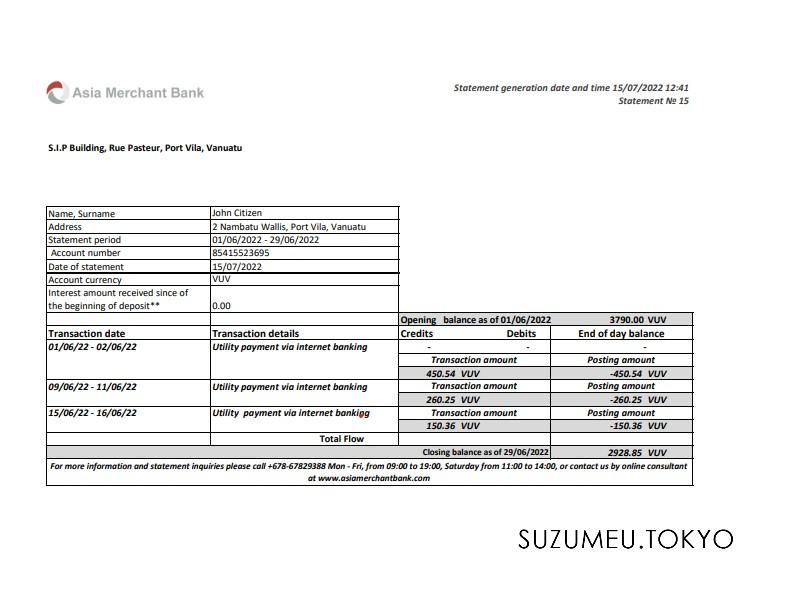 Asia Merchant Bank
Statement generation date and time 15/07/2022 12:41
Statement № 15
S.I.P Building, Rue Pasteur, Port Vila, Vanuatu
Name, Surname John Citizen
Address 2 Nambatu Wallis, Port Vila, Vanuatu
Statement period 01/06/2022 - 29/06/2022
Account number 85415523695
Date of statement 15/07/2022
Account currency VUV
Interest amount received since of
the beginning of deposit** 0.00
Opening balance as of 01/06/2022 3790.00 VUV
Transaction date Transaction details Credits Debits End of day balance
01/06/22 - 02/06/22 Utility payment via internet banking - - -
Transaction amount Posting amount
450.54 VUV -450.54 VUV
09/06/22 - 11/06/22 Utility payment via internet banking Transaction amount Posting amount
260.25 VUV -260.25 VUV
15/06/22 - 16/06/22 Utility payment via internet banking Transaction amount Posting amount
150.36 VUV -150.36 VUV
Total Flow
Closing balance as of 29/06/2022 2928.85 VUV
For more information and statement inquiries please call +678-67829388 Mon - Fri, from 09:00 to 19:00, Saturday from 11:00 to 14:00, or contact us by online consultant
at www.asiamerchantbank.com
SUZUMEU.TOKYO